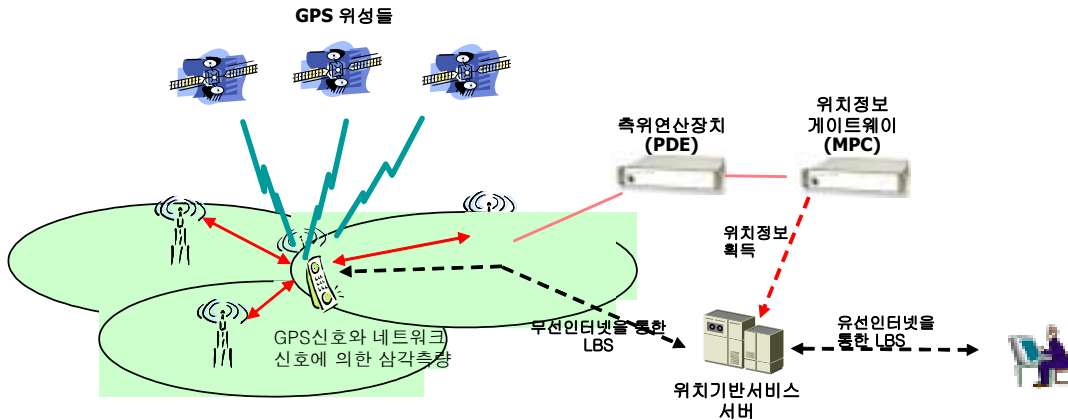 GPS 위성들
측위연산장치
(PDE)
위치정보
게이트웨이
(MPC)
위치정보
획득
GPS신호와 네트워크
신호에 의한 삼각측량
무선인터넷을 통한
LBS
유선인터넷을
통한 LBS
위치기반서비스
서버